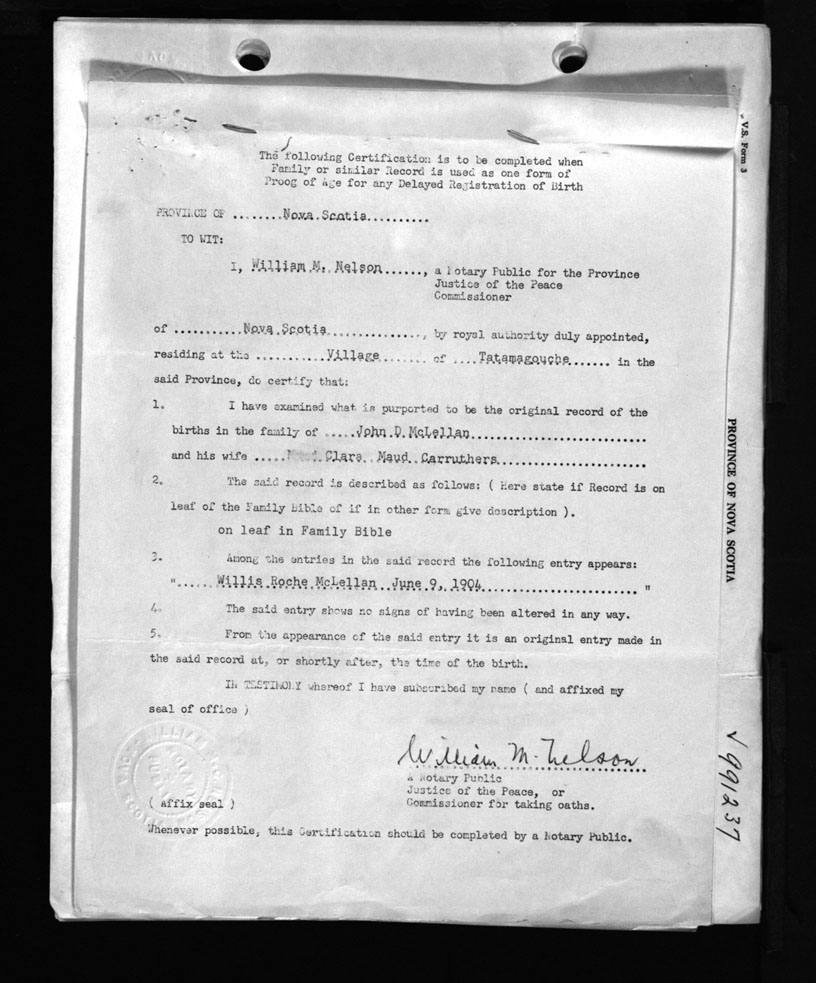 The following Certification is to be completed when
Family or similar Record is used as one form of
Proog of Age for any Delayed Registration of Birth
PROVINCE OF ........Nova Scotia..........
TO WIT:
I, William M. Nelson......, a Notary Public for the Province
Justice of the Peace
Commissioner
of ...........Nova Scotia................, by royal authority duly appointed,
residing at the ...........Village....... of ....Tatamagouche....... in the
said Province, do certify that:
1. I have examined what is purported to be the original record of the
births in the family of .....John D McLellan............................
and his wife ..... Clara Maud Carruthers........................
2. The said record is described as follows: ( Here state if Record is on
leaf of the Family Bible of if in other form give description ).
on leaf in Family Bible
3. Among the entries in the said record the following entry appears:
"...... Willis Roche McLellan June 9, 1904........................... "
4. The said entry shows no signs of having been altered in any way.
5. From the appearance of the said entry it is an original entry made in
the said record at, or shortly after, the time of the birth.
IN TESTIMONY whereof I have subscribed my name ( and affixed my
seal of office )
William M. Nelson
A Notary Public
Justice of the Peace, or
( affix seal ) Commissioner for taking oaths.
Whenever possible, this Certification should be completed by a Notary Public.
V.S. Form 3
PROVINCE OF NOVA SCOTIA
V 991237